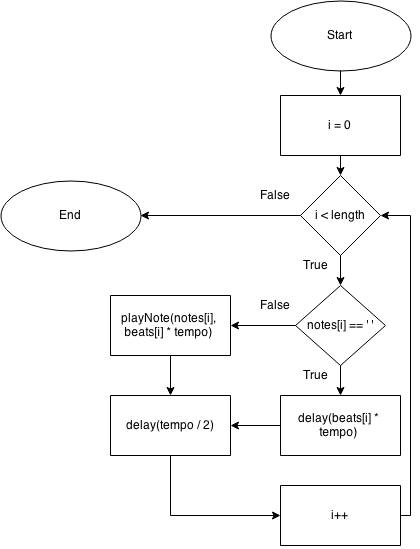 Start
i = 0
False
i < length
End
True
False
notes[i] == ' '
playNote(notes[i],
beats[i] * tempo)
True
delay(tempo / 2)
delay(beats[i] *
tempo)
i++